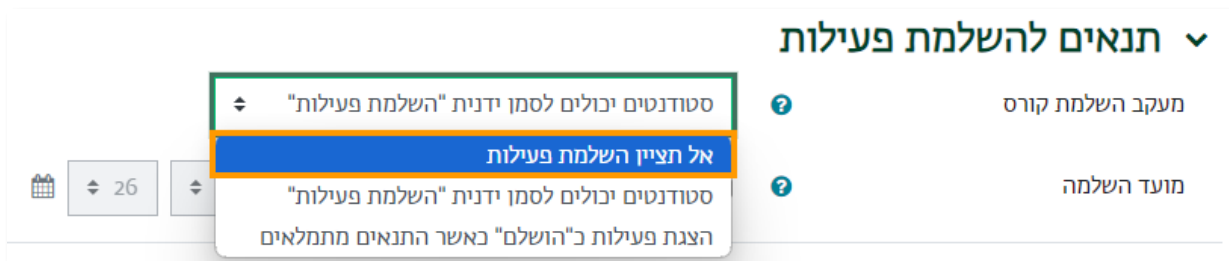 תנאים להשלמת פעילות
מעקב השלמת קורס
סטודנטים יכולים לסמן ידנית "השלמת פעילות"
אל תציין השלמת פעילות
סטודנטים יכולים לסמן ידנית "השלמת פעילות"
הצגת פעילות כ"הושלם" כאשר התנאים מתמלאים
מועד השלמה
26